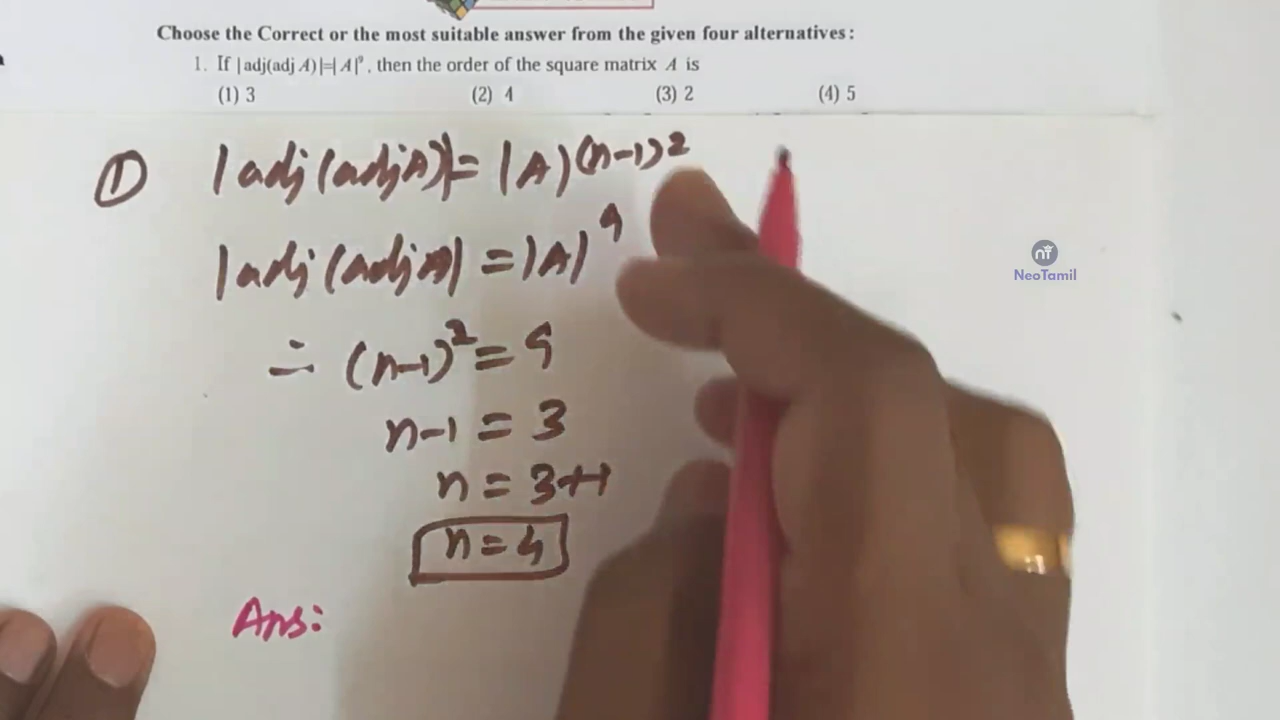 Choose the Correct or the most suitable answer from the given four alternatives:
1. If |adj(adj A)|=|A|⁹, then the order of the square matrix A is
(1) 3 (2) 4 (3) 2 (4) 5
① |adj(adjA)|=|A|^(n-1)²
|adj(adjA)|=|A|⁹
∴ (n-1)²=9
n-1=3
n=3+1
n=4
Ans:
NeoTamil